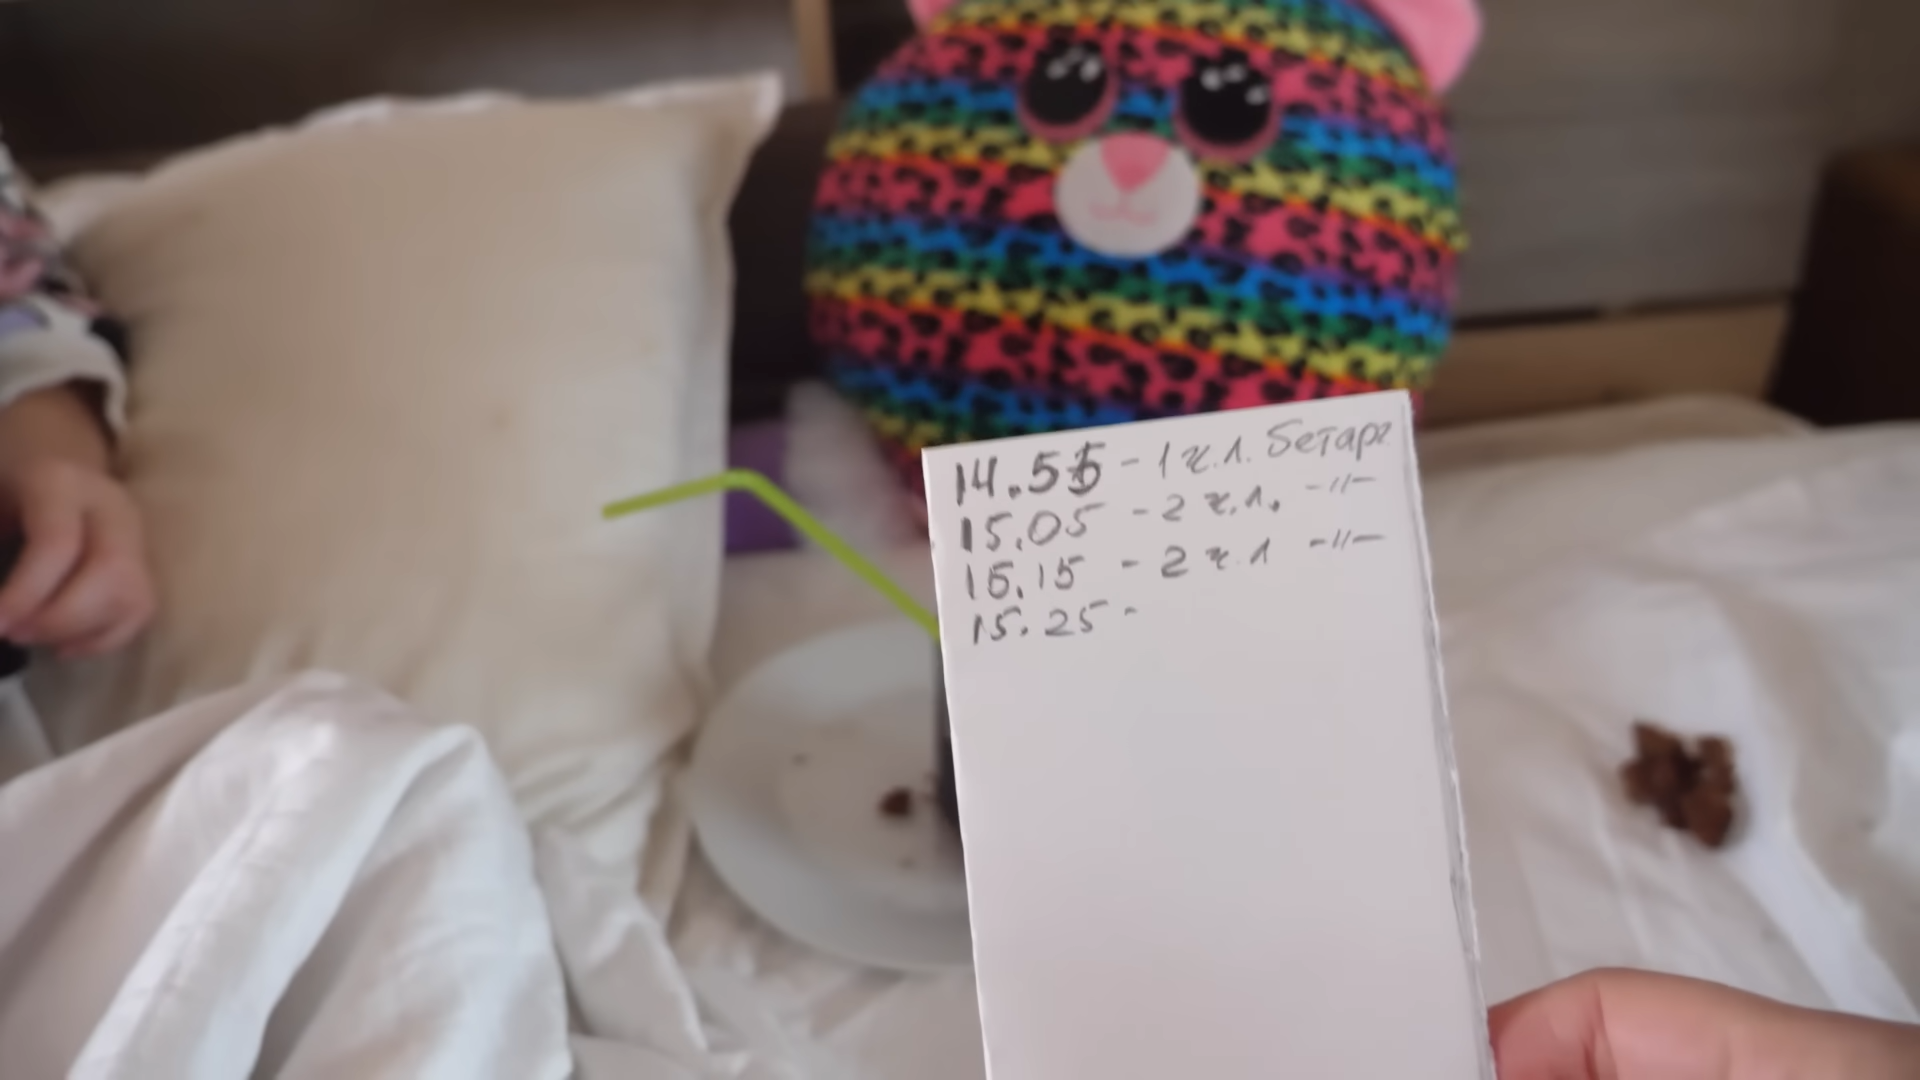 14.55 - 1 ч.л. бетарг
15.05 - 2 ч.л. -//-
15.15 - 2 ч.л -//-
15.25 -